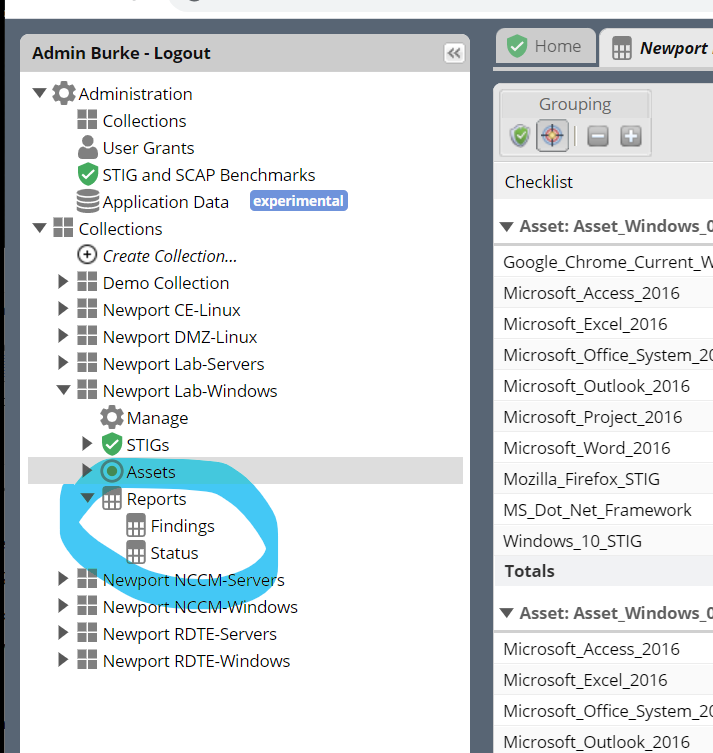 Admin Burke - Logout
Administration
Collections
User Grants
STIG and SCAP Benchmarks
Application Data experimental
Collections
Create Collection...
Demo Collection
Newport CE-Linux
Newport DMZ-Linux
Newport Lab-Servers
Newport Lab-Windows
Manage
STIGs
Assets
Reports
Findings
Status
Newport NCCM-Servers
Newport NCCM-Windows
Newport RDTE-Servers
Newport RDTE-Windows
Home
Newport
Grouping
Checklist
Asset: Asset_Windows_0
Google_Chrome_Current_W
Microsoft_Access_2016
Microsoft_Excel_2016
Microsoft_Office_System_20
Microsoft_Outlook_2016
Microsoft_Project_2016
Microsoft_Word_2016
Mozilla_Firefox_STIG
MS_Dot_Net_Framework
Windows_10_STIG
Totals
Asset: Asset_Windows_0
Microsoft_Access_2016
Microsoft_Excel_2016
Microsoft_Office_System_20
Microsoft_Outlook_2016